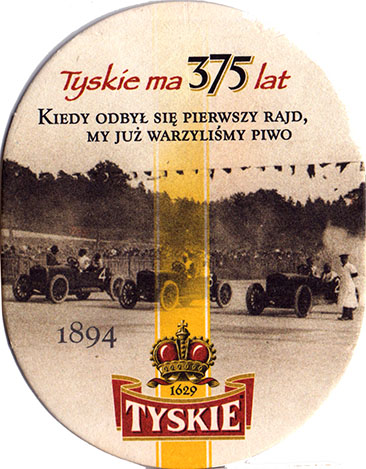 Tyskie ma 375 lat
KIEDY ODBYŁ SIĘ PIERWSZY RAJD,
MY JUŻ WARZYLIŚMY PIWO
1894
1629
TYSKIE